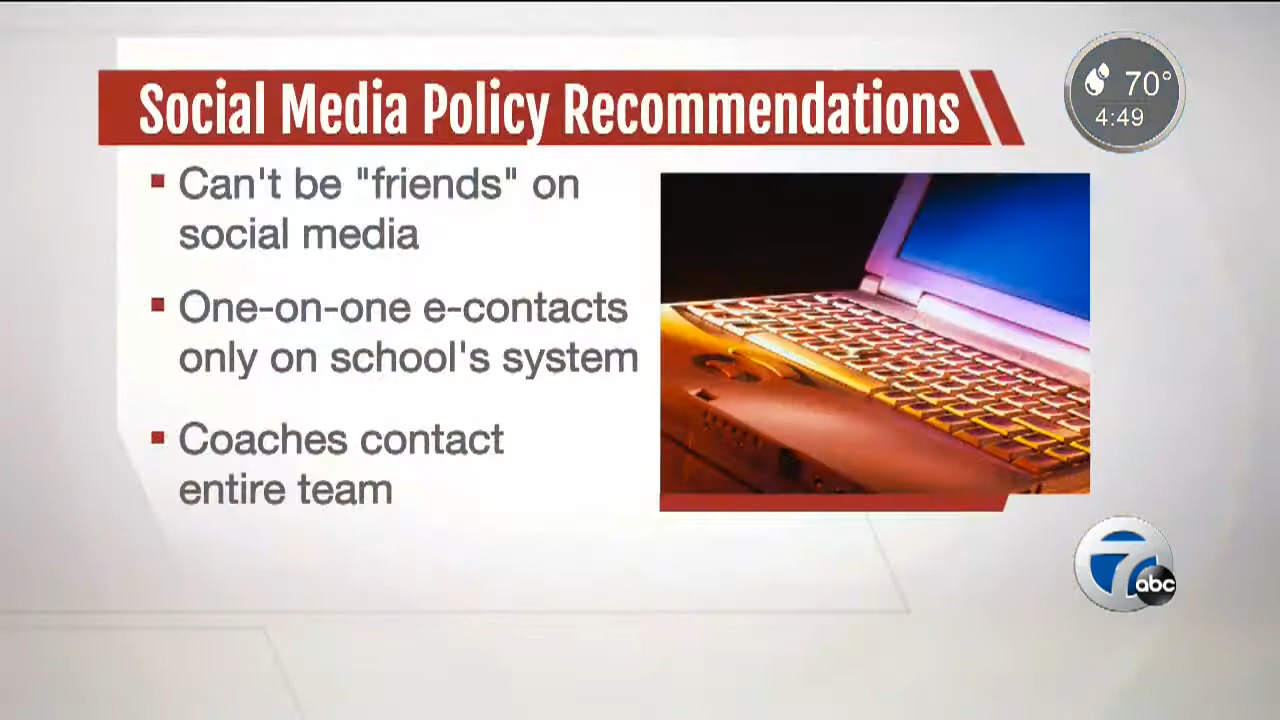 Social Media Policy Recommendations
70°
4:49
Can't be "friends" on
social media
One-on-one e-contacts
only on school's system
Coaches contact
entire team
7
abc